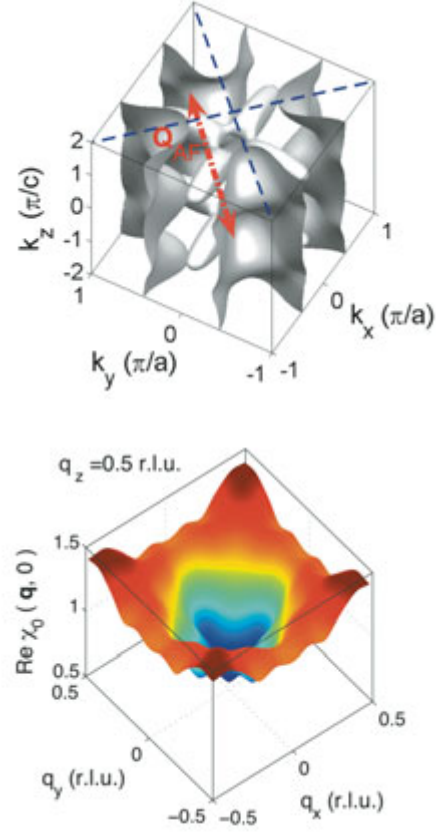 Q
AF
2
1
0
-1
-2
k_z (π/c)
1
0
-1
k_y (π/a)
-1
0
1
k_x (π/a)
q_z =0.5 r.l.u.
1.5
1
0.5
Re χ_0 ( q, 0)
0.5
0
-0.5
q_y (r.l.u.)
-0.5
0
0.5
q_x (r.l.u.)